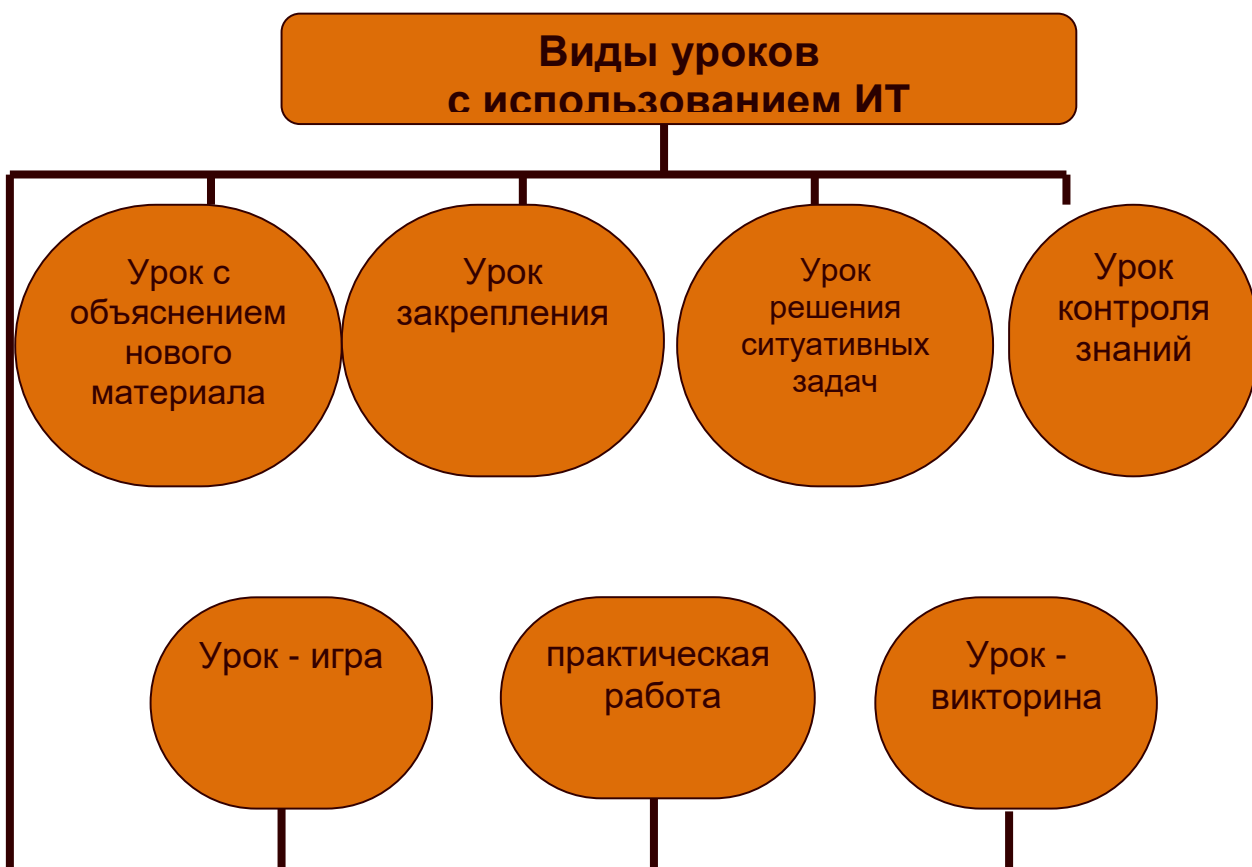 Виды уроков
с использованием ИТ
Урок с
объяснением
нового
материала
Урок
закрепления
Урок
решения
ситуативных
задач
Урок
контроля
знаний
Урок - игра
практическая
работа
Урок -
викторина